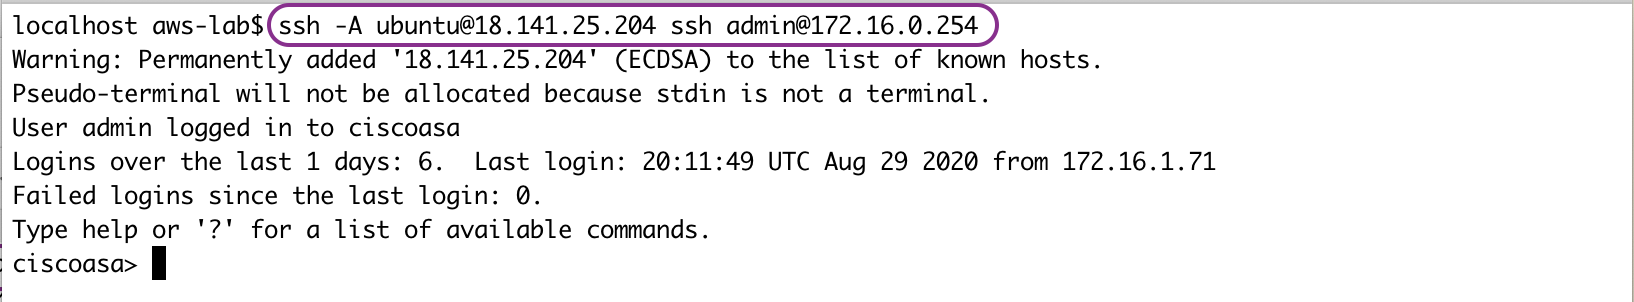 localhost aws-lab$ ssh -A ubuntu@18.141.25.204 ssh admin@172.16.0.254
Warning: Permanently added '18.141.25.204' (ECDSA) to the list of known hosts.
Pseudo-terminal will not be allocated because stdin is not a terminal.
User admin logged in to ciscoasa
Logins over the last 1 days: 6.  Last login: 20:11:49 UTC Aug 29 2020 from 172.16.1.71
Failed logins since the last login: 0.
Type help or '?' for a list of available commands.
ciscoasa>